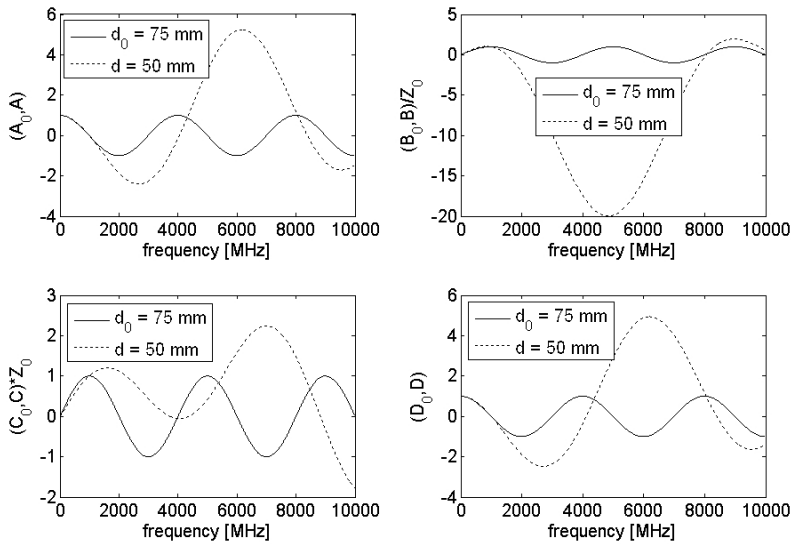 6
4
2
0
-2
-4
d0 = 75 mm
d = 50 mm
(A0,A)
0 2000 4000 6000 8000 10000
frequency [MHz]
5
0
-5
-10
-15
-20
d0 = 75 mm
d = 50 mm
(B0,B)/Z0
0 2000 4000 6000 8000 10000
frequency [MHz]
3
2
1
0
-1
-2
d0 = 75 mm
d = 50 mm
(C0,C)*Z0
0 2000 4000 6000 8000 10000
frequency [MHz]
6
4
2
0
-2
-4
d0 = 75 mm
d = 50 mm
(D0,D)
0 2000 4000 6000 8000 10000
frequency [MHz]